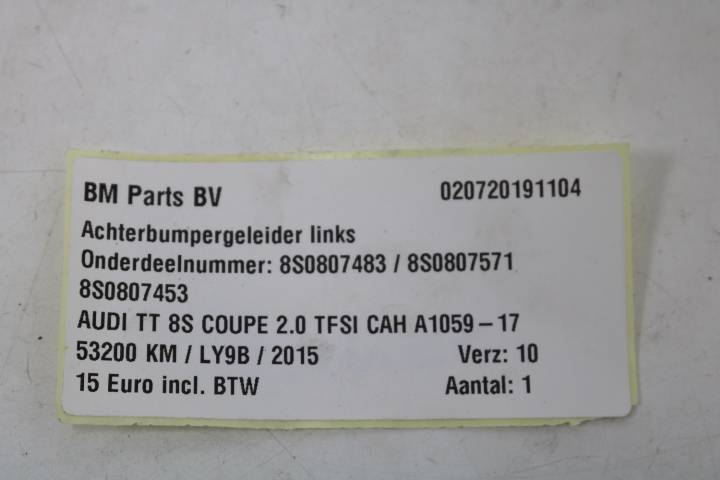 BM Parts BV 020720191104
Achterbumpergeleider links
Onderdeelnummer: 8S0807483 / 8S0807571
8S0807453
AUDI TT 8S COUPE 2.0 TFSI CAH A1059-17
53200 KM / LY9B / 2015 Verz: 10
15 Euro incl. BTW Aantal: 1